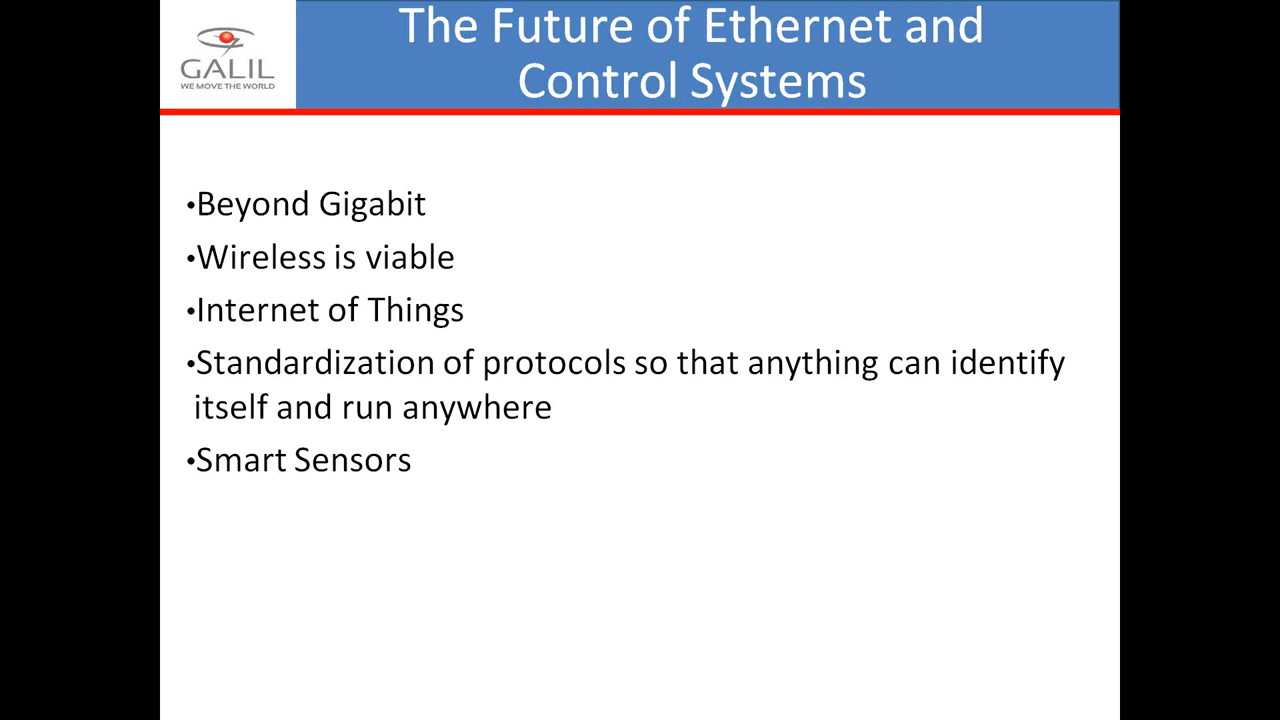 The Future of Ethernet and
Control Systems
GALIL
WE MOVE THE WORLD
•Beyond Gigabit
•Wireless is viable
•Internet of Things
•Standardization of protocols so that anything can identify
itself and run anywhere
•Smart Sensors